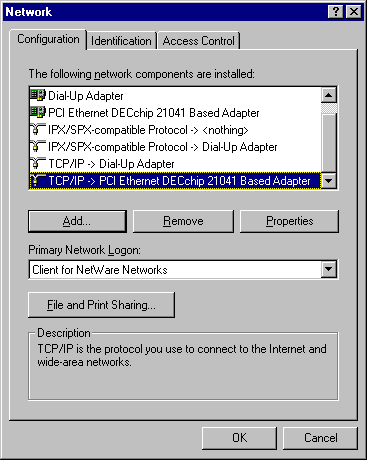 Network
Configuration
Identification
Access Control
The following network components are installed:
Dial-Up Adapter
PCI Ethernet DECchip 21041 Based Adapter
IPX/SPX-compatible Protocol -> <nothing>
IPX/SPX-compatible Protocol -> Dial-Up Adapter
TCP/IP -> Dial-Up Adapter
TCP/IP -> PCI Ethernet DECchip 21041 Based Adapter
Add...
Remove
Properties
Primary Network Logon:
Client for NetWare Networks
File and Print Sharing...
Description
TCP/IP is the protocol you use to connect to the Internet and
wide-area networks.
OK
Cancel